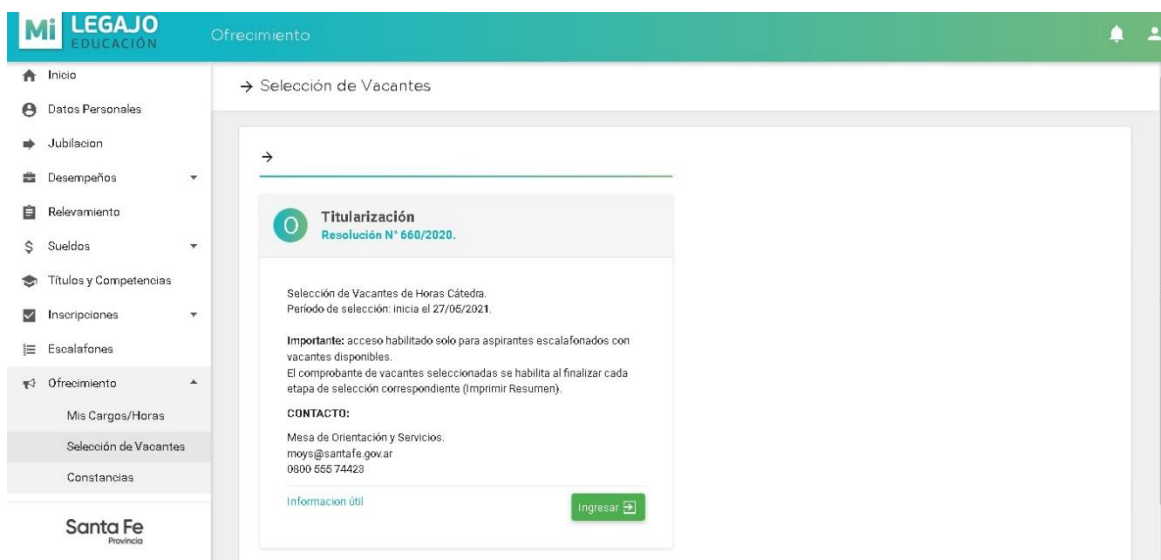 Mi LEGAJO
EDUCACIÓN
Ofrecimiento
Inicio
Datos Personales
Jubilacion
Desempeños
Relevamiento
Sueldos
Títulos y Competencias
Inscripciones
Escalafones
Ofrecimiento
Mis Cargos/Horas
Selección de Vacantes
Constancias
Santa Fe
Provincia
→ Selección de Vacantes
→
O
Titularización
Resolución N° 660/2020.
Selección de Vacantes de Horas Cátedra.
Período de selección: inicia el 27/05/2021.
Importante: acceso habilitado solo para aspirantes escalafonados con
vacantes disponibles.
El comprobante de vacantes seleccionadas se habilita al finalizar cada
etapa de selección correspondiente (Imprimir Resumen).
CONTACTO:
Mesa de Orientación y Servicios.
moys@santafe.gov.ar
0800 555 74423
Informacion útil
Ingresar